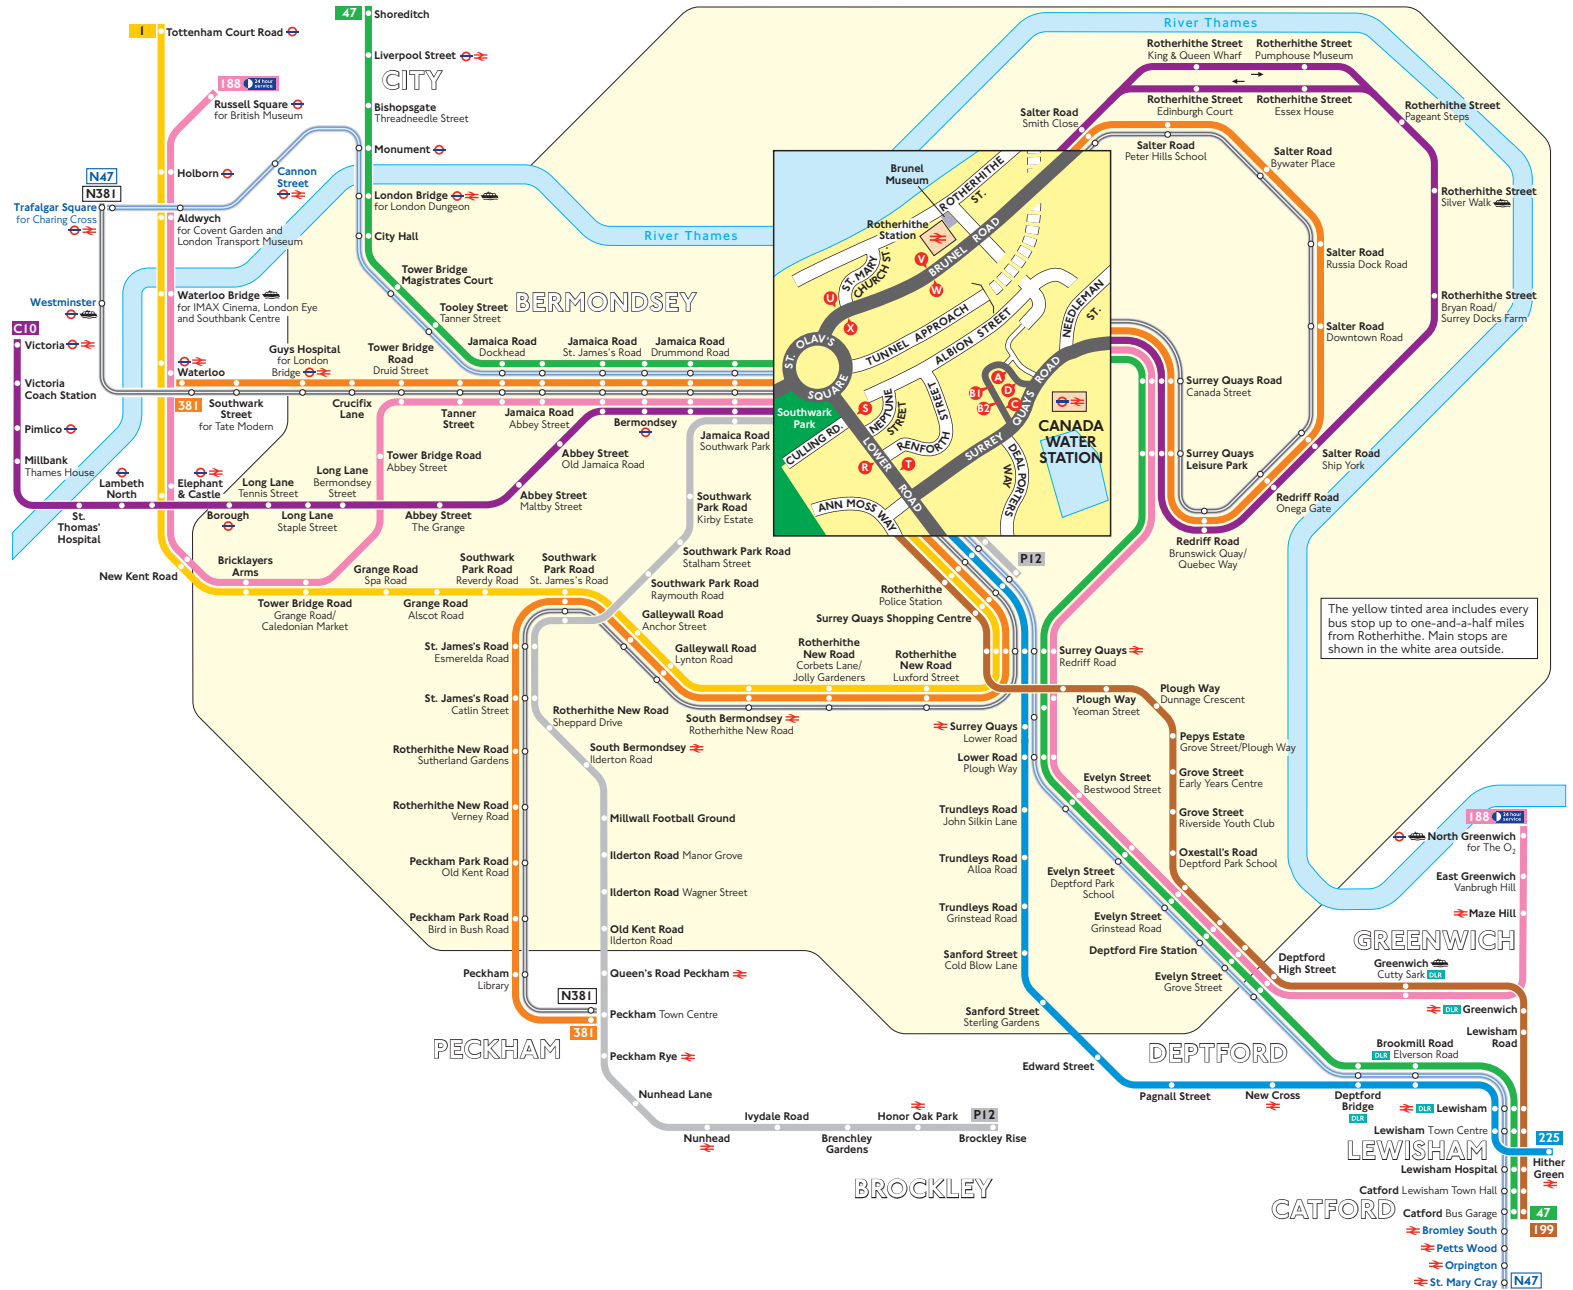 47
Shoreditch
1
Tottenham Court Road
Liverpool Street
CITY
188 24 hour service
Russell Square
for British Museum
Bishopsgate
Threadneedle Street
Monument
Holborn
Cannon
Street
N47
N381
Trafalgar Square
for Charing Cross
London Bridge
for London Dungeon
Aldwych
for Covent Garden and
London Transport Museum
City Hall
River Thames
River Thames
Tower Bridge
Magistrates Court
BERMONDSEY
Tooley Street
Tanner Street
Westminster
Waterloo Bridge
for IMAX Cinema, London Eye
and Southbank Centre
C10
Victoria
Victoria
Coach Station
Pimlico
Millbank
Thames House
Waterloo
381
Guys Hospital
for London
Bridge
Southwark
Street
for Tate Modern
Tower Bridge
Road
Druid Street
Crucifix
Lane
Jamaica Road
Dockhead
Jamaica Road
St. James's Road
Jamaica Road
Drummond Road
Tanner
Street
Jamaica Road
Abbey Street
Bermondsey
Jamaica Road
Southwark Park
Tower Bridge Road
Abbey Street
Abbey Street
Old Jamaica Road
Abbey Street
Maltby Street
Abbey Street
The Grange
Lambeth
North
St.
Thomas'
Hospital
Elephant
& Castle
Borough
Long Lane
Tennis Street
Long Lane
Staple Street
Long Lane
Bermondsey
Street
New Kent Road
Bricklayers
Arms
Tower Bridge Road
Grange Road/
Caledonian Market
Grange Road
Spa Road
Grange Road
Alscot Road
Southwark
Park Road
Reverdy Road
Southwark
Park Road
St. James's Road
Southwark
Park Road
Kirby Estate
Southwark Park Road
Stalham Street
Southwark Park Road
Raymouth Road
Galleywall Road
Anchor Street
Galleywall Road
Lynton Road
Rotherhithe
New Road
Corbets Lane/
Jolly Gardeners
Rotherhithe
New Road
Luxford Street
South Bermondsey
Rotherhithe New Road
St. James's Road
Esmerelda Road
St. James's Road
Catlin Street
Rotherhithe New Road
Sutherland Gardens
Rotherhithe New Road
Verney Road
Peckham Park Road
Old Kent Road
Peckham Park Road
Bird in Bush Road
Peckham
Library
N381
381
PECKHAM
Rotherhithe New Road
Sheppard Drive
South Bermondsey
Ilderton Road
Millwall Football Ground
Ilderton Road Manor Grove
Ilderton Road Wagner Street
Old Kent Road
Ilderton Road
Queen's Road Peckham
Peckham Town Centre
Peckham Rye
Nunhead Lane
Nunhead
Ivydale Road
Brenchley
Gardens
Honor Oak Park
P12
Brockley Rise
BROCKLEY
Brunel
Museum
ROTHERHITHE
ST.
Rotherhithe
Station
ST. MARY
CHURCH ST.
V
BRUNEL ROAD
W
U
X
ST. OLAV'S
SQUARE
TUNNEL APPROACH
ALBION STREET
NEEDLEMAN
ST.
Southwark
Park
A
B1
D
B2
C
S
NEPTUNE
STREET
RENFORTH
STREET
CULLING RD.
R
T
LOWER
ROAD
SURREY
QUAYS
ROAD
CANADA
WATER
STATION
DEAL PORTERS
WAY
ANN MOSS WAY
River Thames
Rotherhithe Street
King & Queen Wharf
Rotherhithe Street
Pumphouse Museum
Rotherhithe Street
Edinburgh Court
Rotherhithe Street
Essex House
Rotherhithe Street
Pageant Steps
Salter Road
Smith Close
Salter Road
Peter Hills School
Salter Road
Bywater Place
Rotherhithe Street
Silver Walk
Salter Road
Russia Dock Road
Rotherhithe Street
Bryan Road/
Surrey Docks Farm
Salter Road
Downtown Road
Surrey Quays Road
Canada Street
Surrey Quays
Leisure Park
Salter Road
Ship York
Redriff Road
Onega Gate
Redriff Road
Brunswick Quay/
Quebec Way
P12
Rotherhithe
Police Station
Surrey Quays Shopping Centre
The yellow tinted area includes every
bus stop up to one-and-a-half miles
from Rotherhithe. Main stops are
shown in the white area outside.
Surrey Quays
Redriff Road
Plough Way
Yeoman Street
Plough Way
Dunnage Crescent
Surrey Quays
Lower Road
Lower Road
Plough Way
Pepys Estate
Grove Street/Plough Way
Grove Street
Early Years Centre
Grove Street
Riverside Youth Club
Oxestall's Road
Deptford Park School
Evelyn Street
Bestwood Street
Trundleys Road
John Silkin Lane
Trundleys Road
Alloa Road
Trundleys Road
Grinstead Road
Evelyn Street
Deptford Park
School
Evelyn Street
Grinstead Road
Deptford Fire Station
Evelyn Street
Grove Street
Sanford Street
Cold Blow Lane
Sanford Street
Sterling Gardens
Edward Street
Pagnall Street
New Cross
DEPTFORD
Deptford
High Street
188 24 hour service
North Greenwich
for The O2
East Greenwich
Vanbrugh Hill
Maze Hill
GREENWICH
Greenwich
Cutty Sark DLR
DLR Greenwich
Lewisham
Road
Brookmill Road
DLR Elverson Road
Deptford
Bridge
DLR
DLR Lewisham
Lewisham Town Centre
LEWISHAM
225
Hither
Green
Lewisham Hospital
Catford Lewisham Town Hall
CATFORD
Catford Bus Garage
47
199
Bromley South
Petts Wood
Orpington
St. Mary Cray
N47